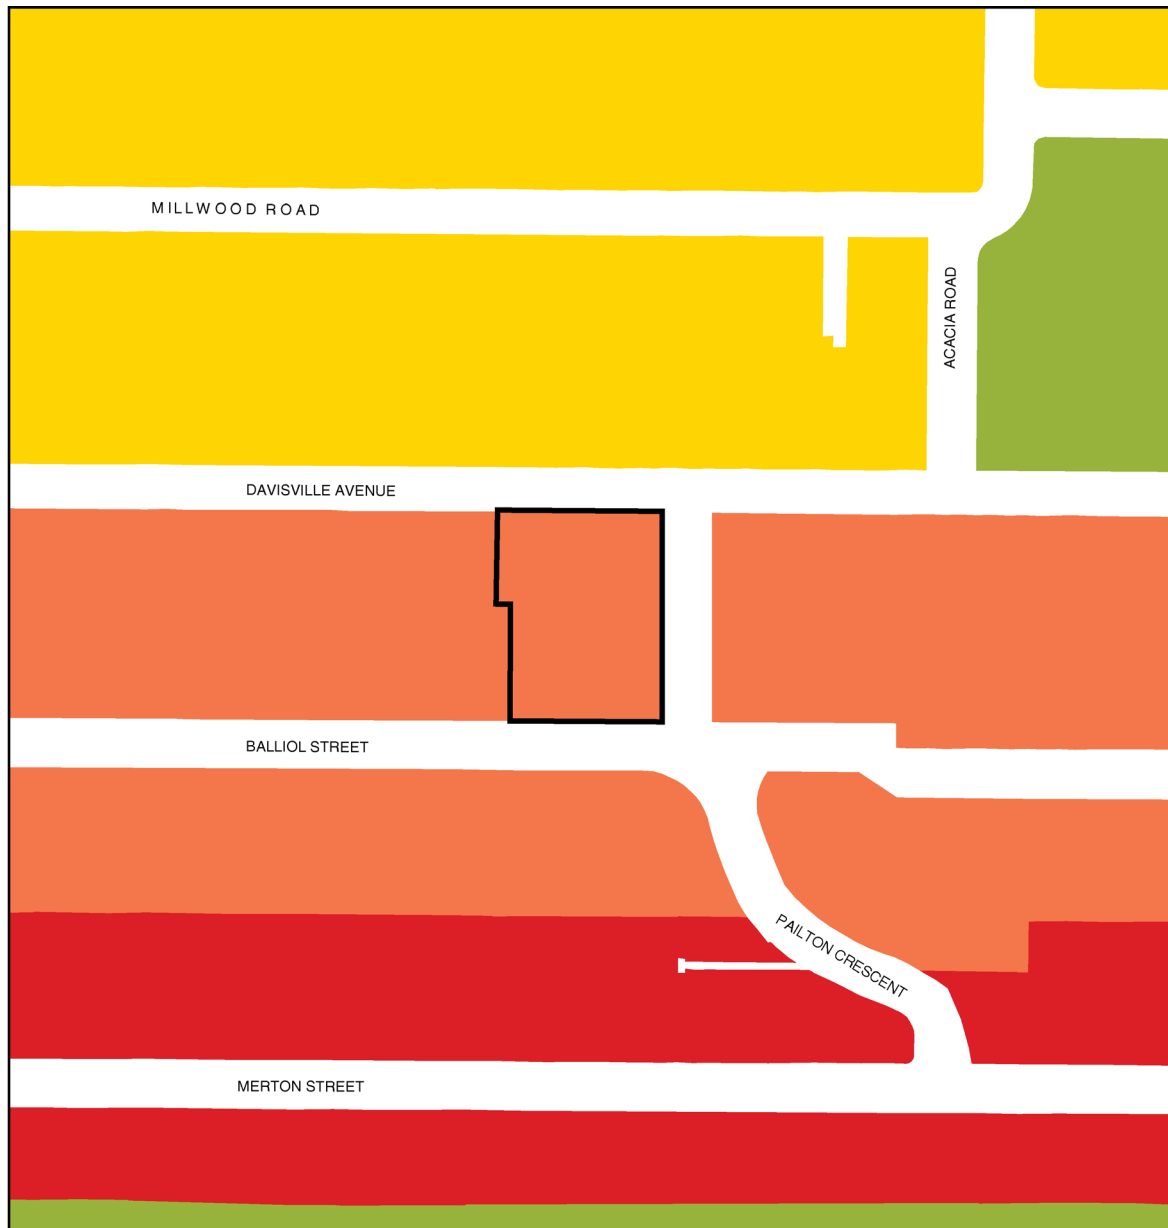 MILLWOOD ROAD
ACACIA ROAD
DAVISVILLE AVENUE
BALLIOL STREET
PAILTON CRESCENT
MERTON STREET